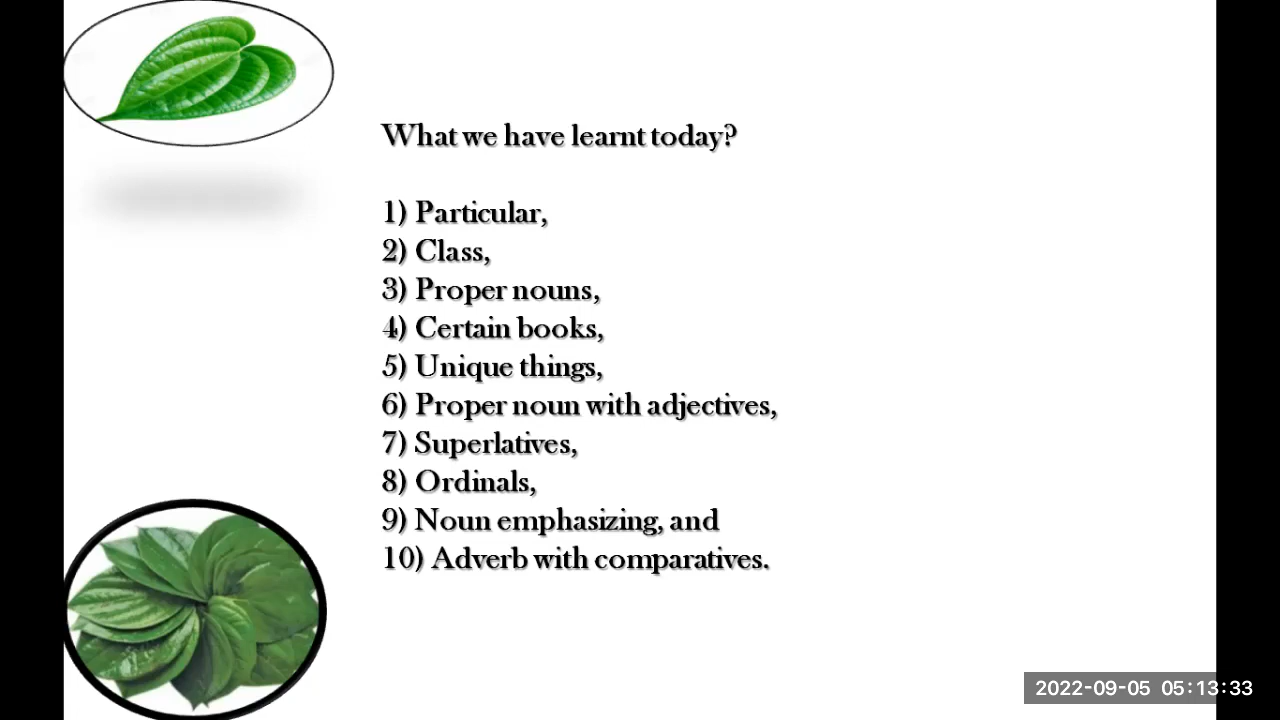 What we have learnt today?
1) Particular,
2) Class,
3) Proper nouns,
4) Certain books,
5) Unique things,
6) Proper noun with adjectives,
7) Superlatives,
8) Ordinals,
9) Noun emphasizing, and
10) Adverb with comparatives.
2022-09-05 05:13:33